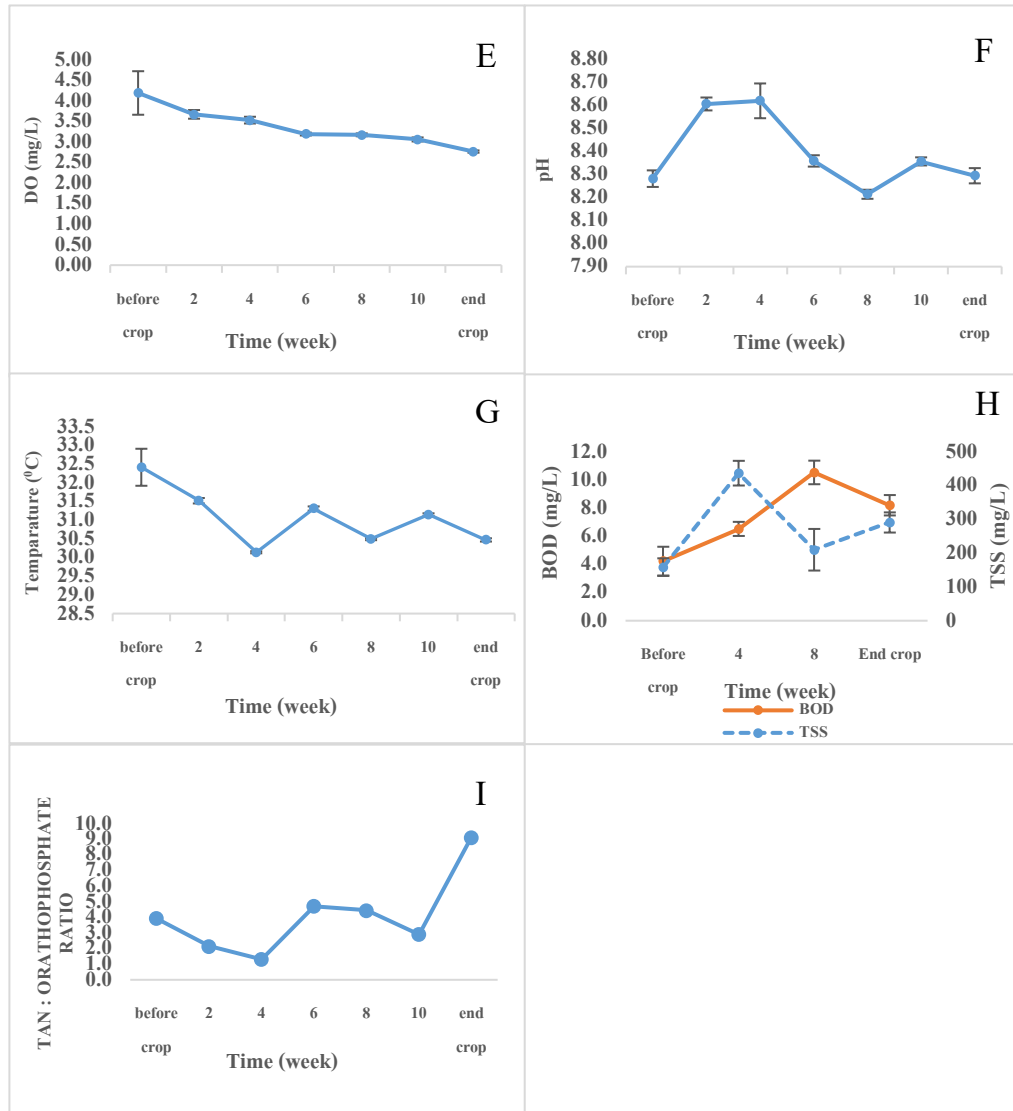 E
DO (mg/L)
5.00
4.50
4.00
3.50
3.00
2.50
2.00
1.50
1.00
0.50
0.00
before crop
2
4
6
8
10
end crop
Time (week)
F
pH
8.80
8.70
8.60
8.50
8.40
8.30
8.20
8.10
8.00
7.90
before crop
2
4
6
8
10
end crop
Time (week)
G
Temparature (⁰C)
33.5
33.0
32.5
32.0
31.5
31.0
30.5
30.0
29.5
29.0
28.5
before crop
2
4
6
8
10
end crop
Time (week)
H
BOD (mg/L)
12.0
10.0
8.0
6.0
4.0
2.0
0.0
500
400
300
200
100
0
TSS (mg/L)
Before crop
4
8
End crop
Time (week)
BOD
TSS
I
TAN : ORATHOPHOSPHATE
RATIO
10.0
9.0
8.0
7.0
6.0
5.0
4.0
3.0
2.0
1.0
0.0
before crop
2
4
6
8
10
end crop
Time (week)